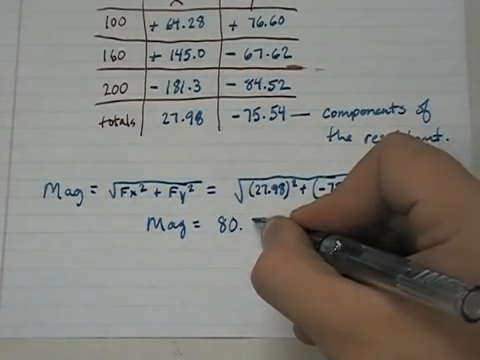 100 + 64.28 + 76.60
160 + 145.0 - 67.62
200 - 181.3 - 84.52
totals 27.98 -75.54 — components of
the resultant.
Mag = √Fx² + Fy² = √(27.98)² + (-75
Mag = 80.